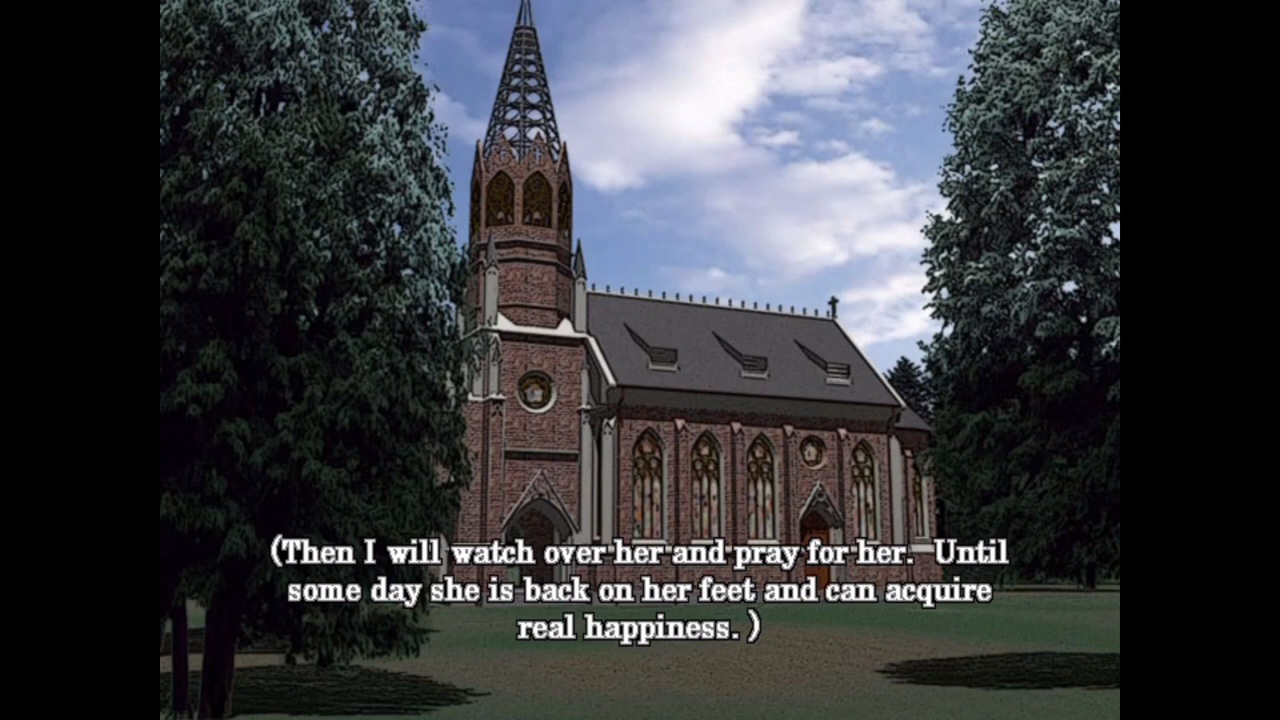 (Then I will watch over her and pray for her.  Until
some day she is back on her feet and can acquire
real happiness. )